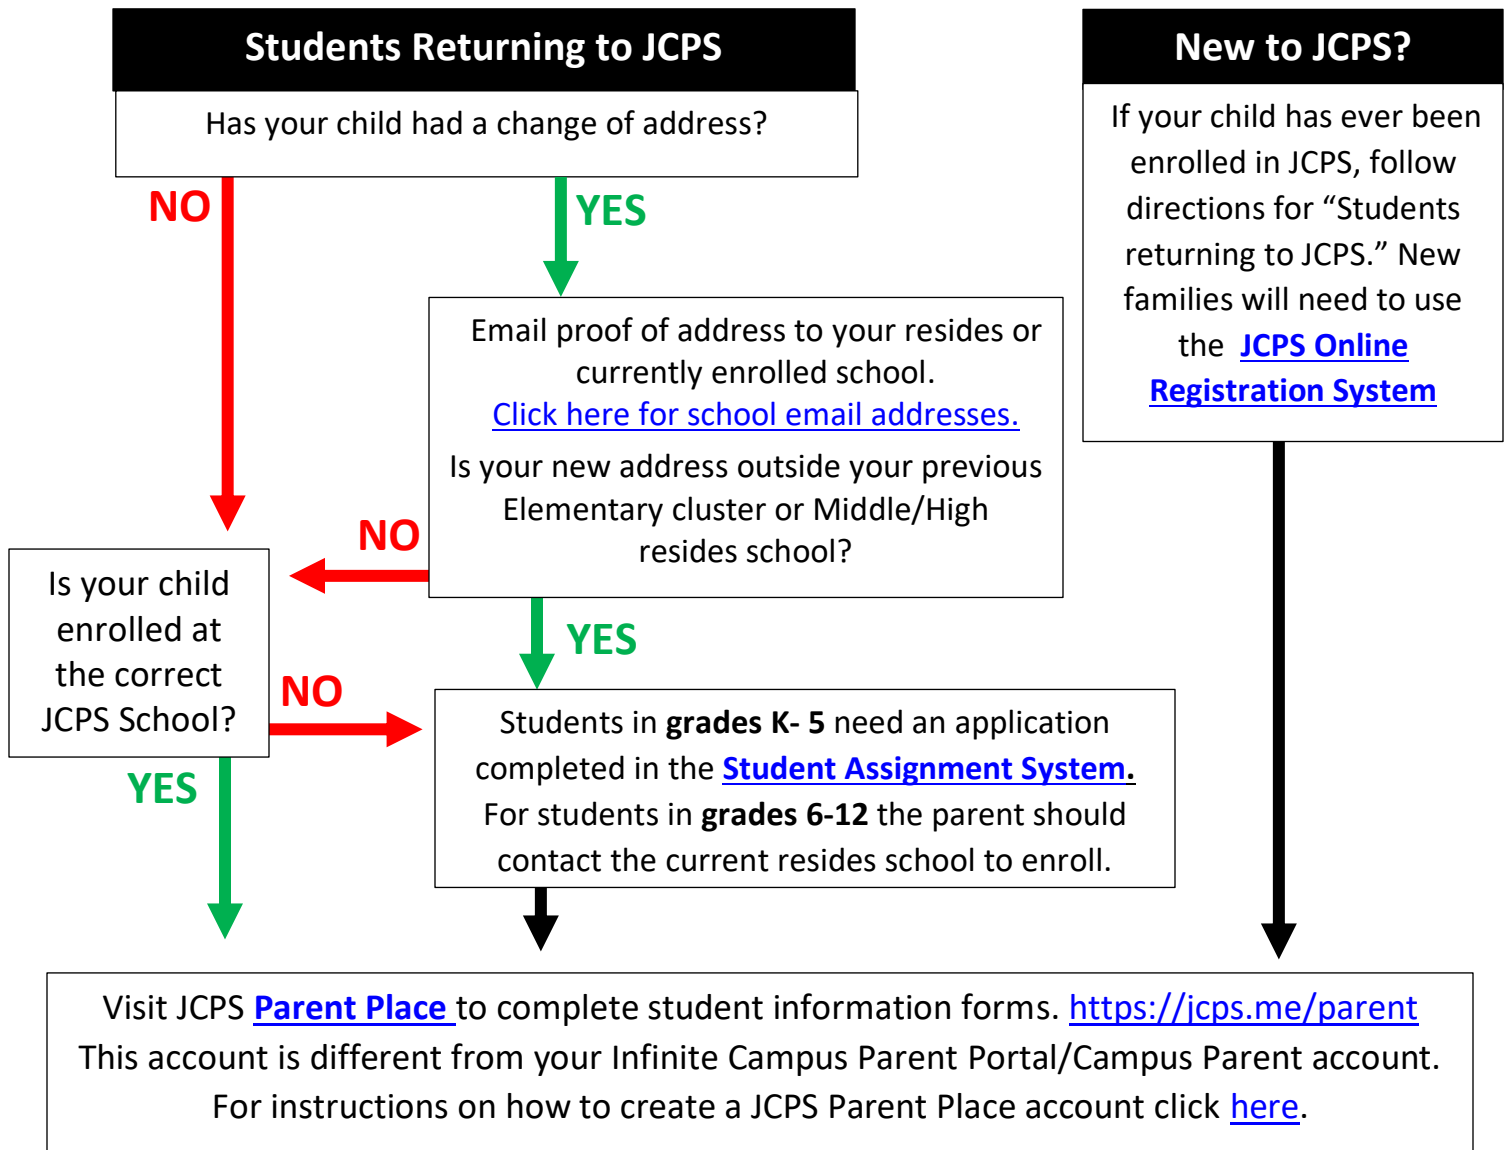 Students Returning to JCPS
Has your child had a change of address?
NO
YES
Email proof of address to your resides or
currently enrolled school.
Click here for school email addresses.
Is your new address outside your previous
Elementary cluster or Middle/High
resides school?
NO
YES
Is your child
enrolled at
the correct
JCPS School?
NO
YES
Students in grades K- 5 need an application
completed in the Student Assignment System.
For students in grades 6-12 the parent should
contact the current resides school to enroll.
New to JCPS?
If your child has ever been
enrolled in JCPS, follow
directions for “Students
returning to JCPS.” New
families will need to use
the JCPS Online
Registration System
Visit JCPS Parent Place to complete student information forms. https://jcps.me/parent
This account is different from your Infinite Campus Parent Portal/Campus Parent account.
For instructions on how to create a JCPS Parent Place account click here.